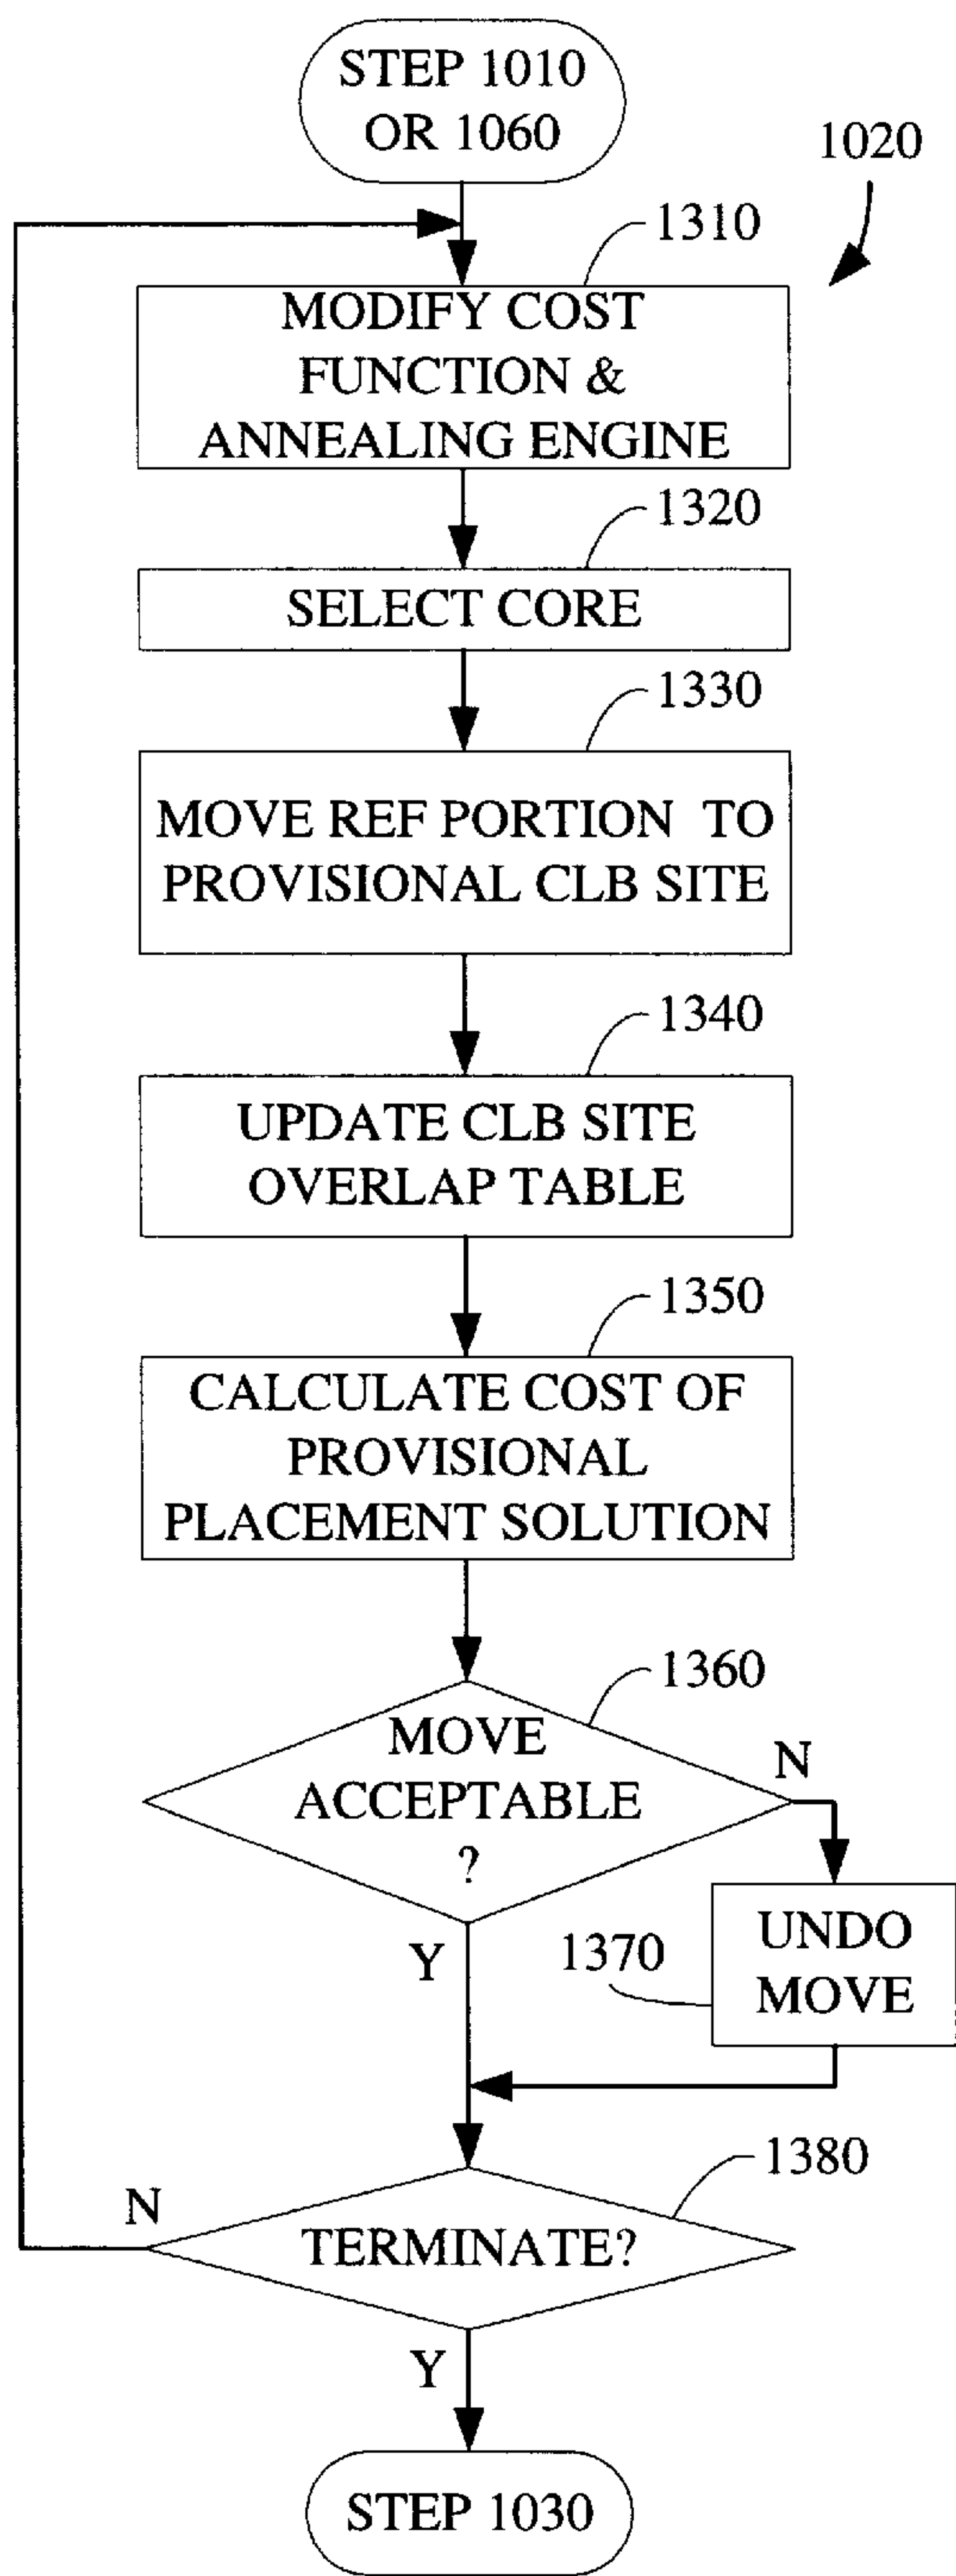 STEP 1010
OR 1060
1020
1310
MODIFY COST
FUNCTION &
ANNEALING ENGINE
1320
SELECT CORE
1330
MOVE REF PORTION TO
PROVISIONAL CLB SITE
1340
UPDATE CLB SITE
OVERLAP TABLE
1350
CALCULATE COST OF
PROVISIONAL
PLACEMENT SOLUTION
1360
MOVE
ACCEPTABLE
?
N
Y
1370
UNDO
MOVE
1380
N
TERMINATE?
Y
STEP 1030